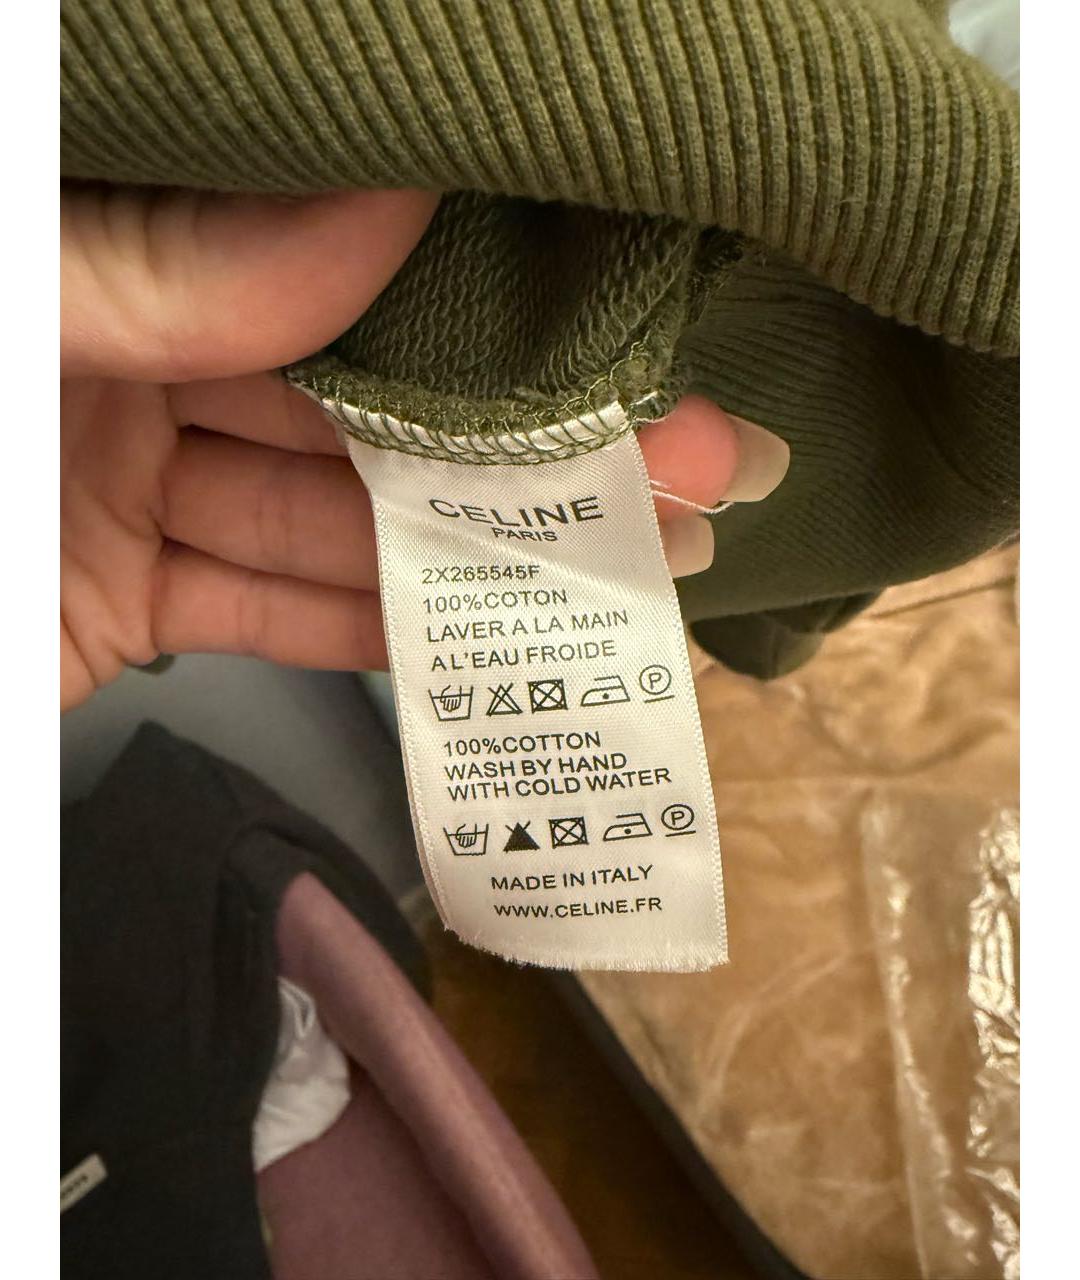 CELINE
PARIS
2X265545F
100%COTON
LAVER A LA MAIN
A L'EAU FROIDE
P
100%COTTON
WASH BY HAND
WITH COLD WATER
P
MADE IN ITALY
WWW.CELINE.FR